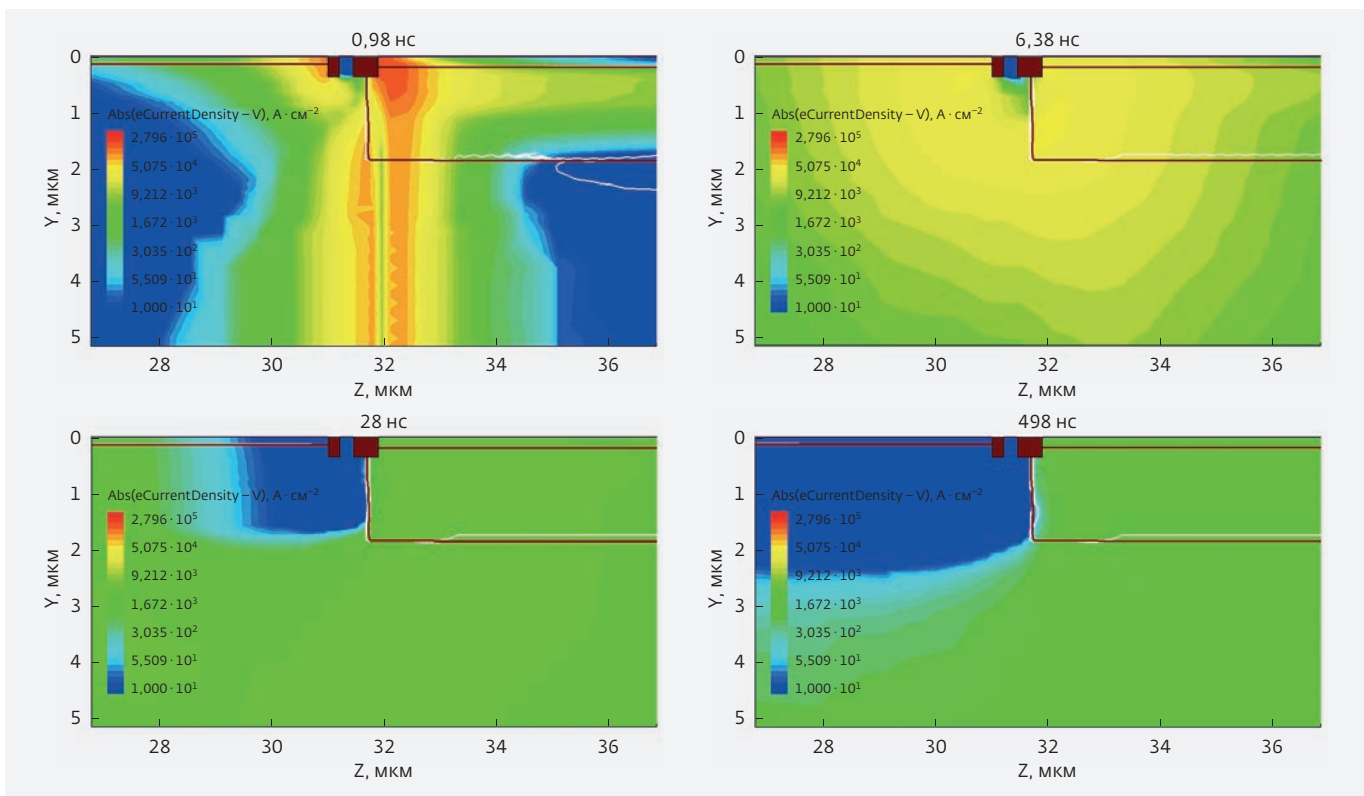 0,98 нс
0
1
2
3
4
5
Y, мкм
Abs(eCurrentDensity – V), А · см⁻²
2,796 · 10⁵
5,075 · 10⁴
9,212 · 10³
1,672 · 10³
3,035 · 10²
5,509 · 10¹
1,000 · 10¹
28 30 32 34 36
Z, мкм
6,38 нс
0
1
2
3
4
5
Y, мкм
Abs(eCurrentDensity – V), А · см⁻²
2,796 · 10⁵
5,075 · 10⁴
9,212 · 10³
1,672 · 10³
3,035 · 10²
5,509 · 10¹
1,000 · 10¹
28 30 32 34 36
Z, мкм
28 нс
0
1
2
3
4
5
Y, мкм
Abs(eCurrentDensity – V), А · см⁻²
2,796 · 10⁵
5,075 · 10⁴
9,212 · 10³
1,672 · 10³
3,035 · 10²
5,509 · 10¹
1,000 · 10¹
28 30 32 34 36
Z, мкм
498 нс
0
1
2
3
4
5
Y, мкм
Abs(eCurrentDensity – V), А · см⁻²
2,796 · 10⁵
5,075 · 10⁴
9,212 · 10³
1,672 · 10³
3,035 · 10²
5,509 · 10¹
1,000 · 10¹
28 30 32 34 36
Z, мкм